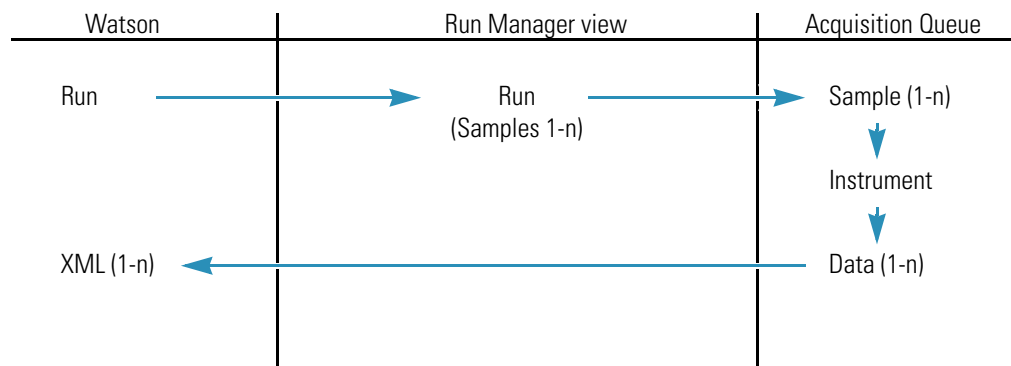 Watson
Run Manager view
Acquisition Queue
Run
Run
(Samples 1-n)
Sample (1-n)
Instrument
XML (1-n)
Data (1-n)